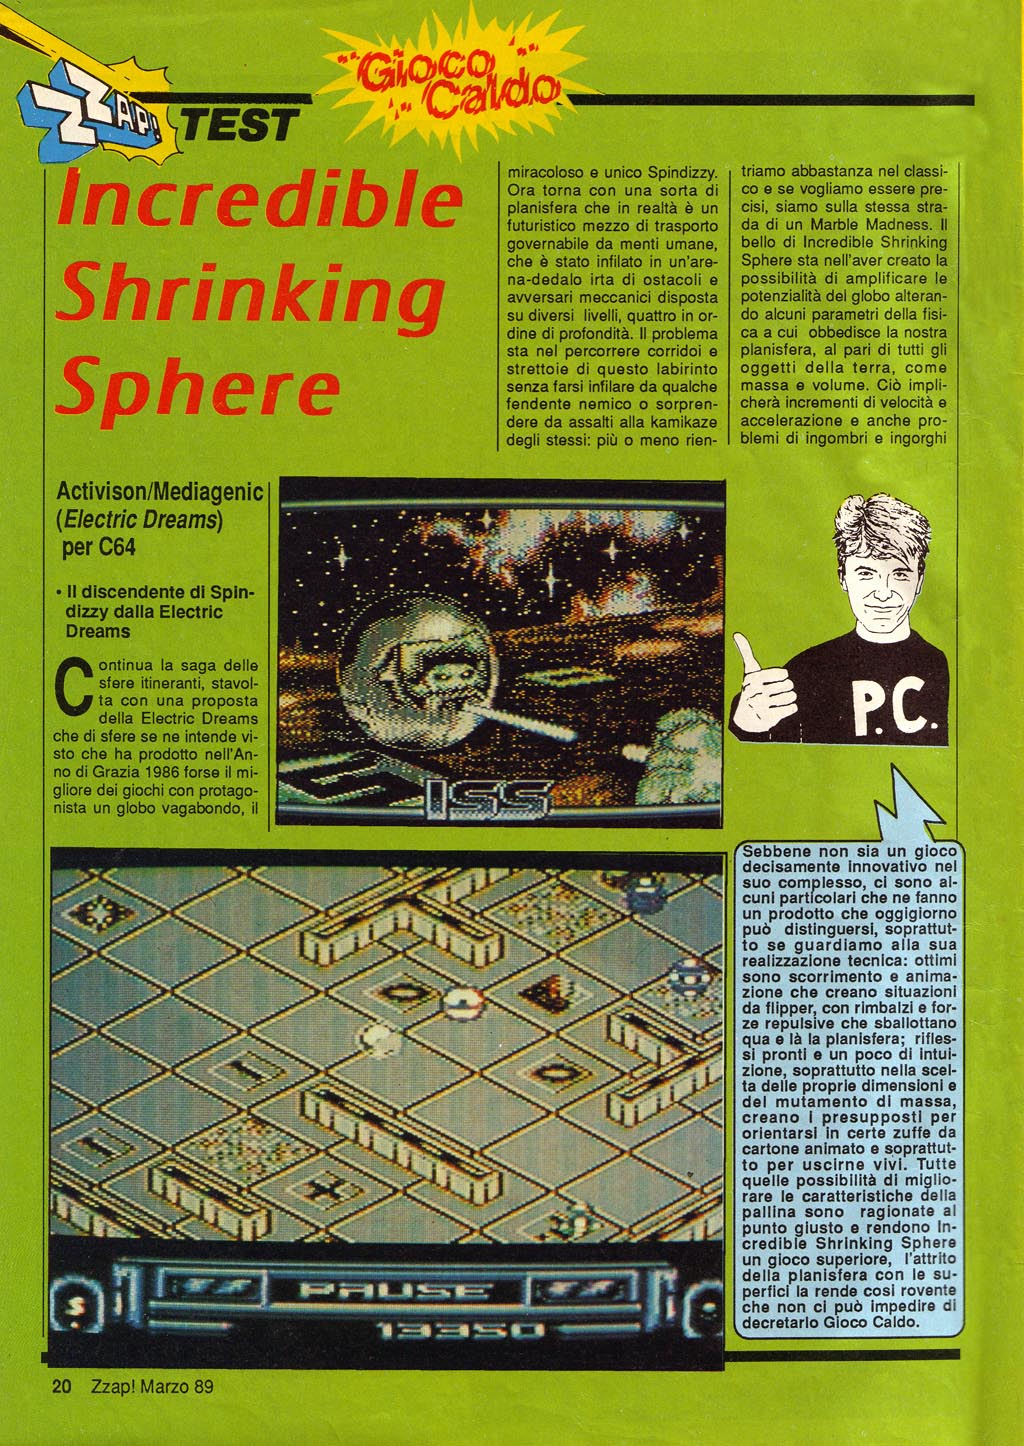 ZZAP!
TEST
Gioco
Caldo
Incredible
Shrinking
Sphere
Activison/Mediagenic
(Electric Dreams)
per C64
• Il discendente di Spin-
dizzy dalla Electric
Dreams
Continua la saga delle
sfere itineranti, stavol-
ta con una proposta
della Electric Dreams
che di sfere se ne intende vi-
sto che ha prodotto nell'An-
no di Grazia 1986 forse il mi-
gliore dei giochi con protago-
nista un globo vagabondo, il
miracoloso e unico Spindizzy.
Ora torna con una sorta di
planisfera che in realtà è un
futuristico mezzo di trasporto
governabile da menti umane,
che è stato infilato in un'are-
na-dedalo irta di ostacoli e
avversari meccanici disposta
su diversi livelli, quattro in or-
dine di profondità. Il problema
sta nel percorrere corridoi e
strettoie di questo labirinto
senza farsi infilare da qualche
fendente nemico o sorpren-
dere da assalti alla kamikaze
degli stessi: più o meno rien-
triamo abbastanza nel classi-
co e se vogliamo essere pre-
cisi, siamo sulla stessa stra-
da di un Marble Madness. Il
bello di Incredible Shrinking
Sphere sta nell'aver creato la
possibilità di amplificare le
potenzialità del globo alteran-
do alcuni parametri della fisi-
ca a cui obbedisce la nostra
planisfera, al pari di tutti gli
oggetti della terra, come
massa e volume. Ciò impli-
cherà incrementi di velocità e
accelerazione e anche pro-
blemi di ingombri e ingorghi
ISS
P.C.
Sebbene non sia un gioco
decisamente innovativo nel
suo complesso, ci sono al-
cuni particolari che ne fanno
un prodotto che oggigiorno
può distinguersi, soprattut-
to se guardiamo alla sua
realizzazione tecnica: ottimi
sono scorrimento e anima-
zione che creano situazioni
da flipper, con rimbalzi e for-
ze repulsive che sballottano
qua e là la planisfera; rifles-
si pronti e un poco di intui-
zione, soprattutto nella scel-
ta delle proprie dimensioni e
del mutamento di massa,
creano i presupposti per
orientarsi in certe zuffe da
cartone animato e soprattut-
to per uscirne vivi. Tutte
quelle possibilità di miglio-
rare le caratteristiche della
pallina sono ragionate al
punto giusto e rendono In-
credible Shrinking Sphere
un gioco superiore, l'attrito
della planisfera con le su-
perfici la rende così rovente
che non ci può impedire di
decretarlo Gioco Caldo.
PAUSE
13350
20 Zzap! Marzo 89